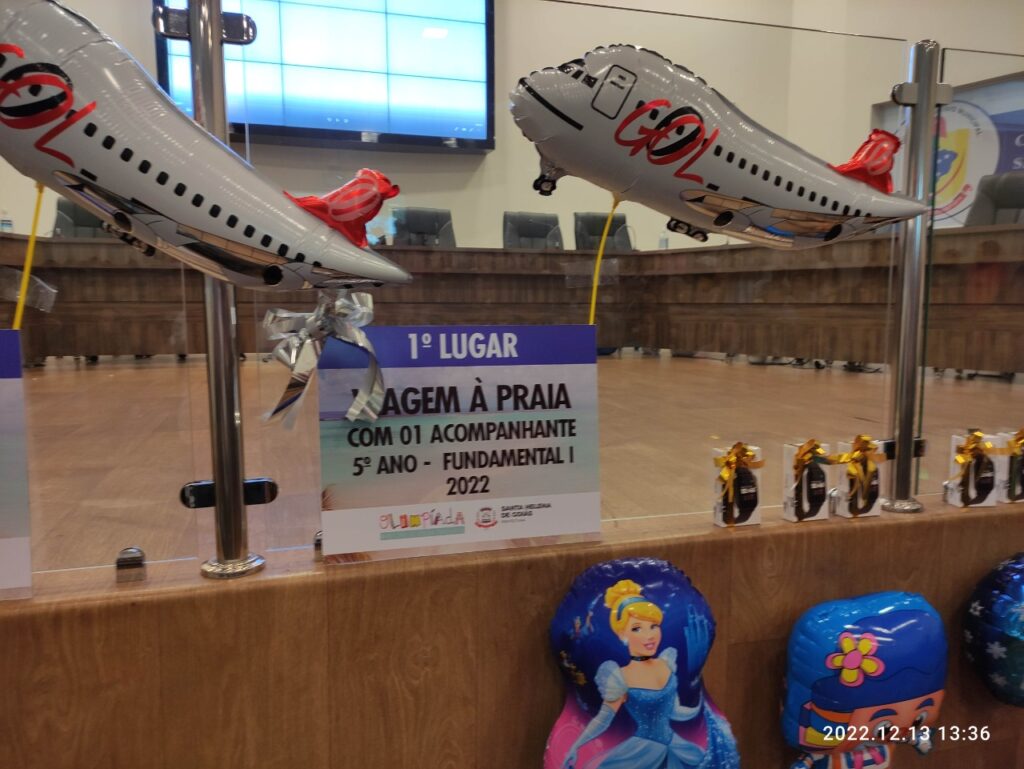 GOL
GOL
1º LUGAR
AGEM À PRAIA
COM 01 ACOMPANHANTE
5º ANO - FUNDAMENTAL I
2022
OLIMPÍADA
SANTA HELENA
DE GOIÁS
PREFEITURA
2022.12.13 13:36